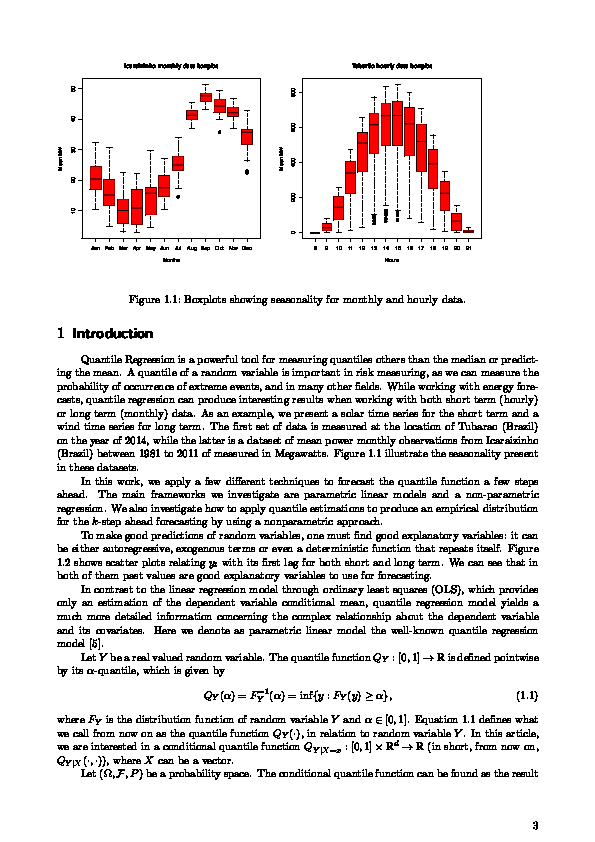 Icaraizinho monthly data boxplot
Tubarão hourly data boxplot
Mean MW
10 20 30 40 50
Jan Feb Mar Apr May Jun Jul Aug Sep Oct Nov Dec
Months
Mean MW
0 200 400 600 800
8 9 10 11 12 13 14 15 16 17 18 19 20 21
Hours
Figure 1.1: Boxplots showing seasonality for monthly and hourly data.
1 Introduction
Quantile Regression is a powerful tool for measuring quantiles others than the median or predict-
ing the mean. A quantile of a random variable is important in risk measuring, as we can measure the
probability of occurrence of extreme events, and in many other fields. While working with energy fore-
casts, quantile regression can produce interesting results when working with both short term (hourly)
or long term (monthly) data. As an example, we present a solar time series for the short term and a
wind time series for long term. The first set of data is measured at the location of Tubarao (Brazil)
on the year of 2014, while the latter is a dataset of mean power monthly observations from Icaraizinho
(Brazil) between 1981 to 2011 of measured in Megawatts. Figure 1.1 illustrate the seasonality present
in these datasets.
In this work, we apply a few different techniques to forecast the quantile function a few steps
ahead. The main frameworks we investigate are parametric linear models and a non-parametric
regression. We also investigate how to apply quantile estimations to produce an empirical distribution
for the k-step ahead forecasting by using a nonparametric approach.
To make good predictions of random variables, one must find good explanatory variables: it can
be either autoregressive, exogenous terms or even a deterministic function that repeats itself. Figure
1.2 shows scatter plots relating yₜ with its first lag for both short and long term. We can see that in
both of them past values are good explanatory variables to use for forecasting.
In contrast to the linear regression model through ordinary least squares (OLS), which provides
only an estimation of the dependent variable conditional mean, quantile regression model yields a
much more detailed information concerning the complex relationship about the dependent variable
and its covariates. Here we denote as parametric linear model the well-known quantile regression
model [5].
Let Y be a real valued random variable. The quantile function Q_Y : [0, 1] → R is defined pointwise
by its α-quantile, which is given by
Q_Y(α) = F_Y^{-1}(α) = inf{y : F_Y(y) ≥ α}, (1.1)
where F_Y is the distribution function of random variable Y and α ∈ [0, 1]. Equation 1.1 defines what
we call from now on as the quantile function Q_Y(·), in relation to random variable Y. In this article,
we are interested in a conditional quantile function Q_{Y|X=x} : [0, 1] × R^d → R (in short, from now on,
Q_{Y|X}(·, ·)), where X can be a vector.
Let (Ω, F, P) be a probability space. The conditional quantile function can be found as the result
3